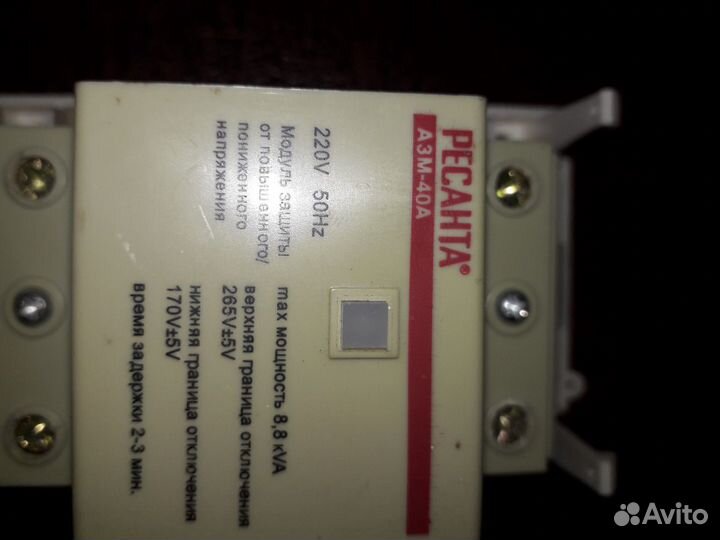 РЕСАНТА®
АЗМ-40А
220V 50Hz
Модуль защиты
от повышенного/
пониженного
напряжения
max мощность 8,8 kVA
верхняя граница отключения
265V±5V
нижняя граница отключения
170V±5V
время задержки 2-3 мин.
Avito